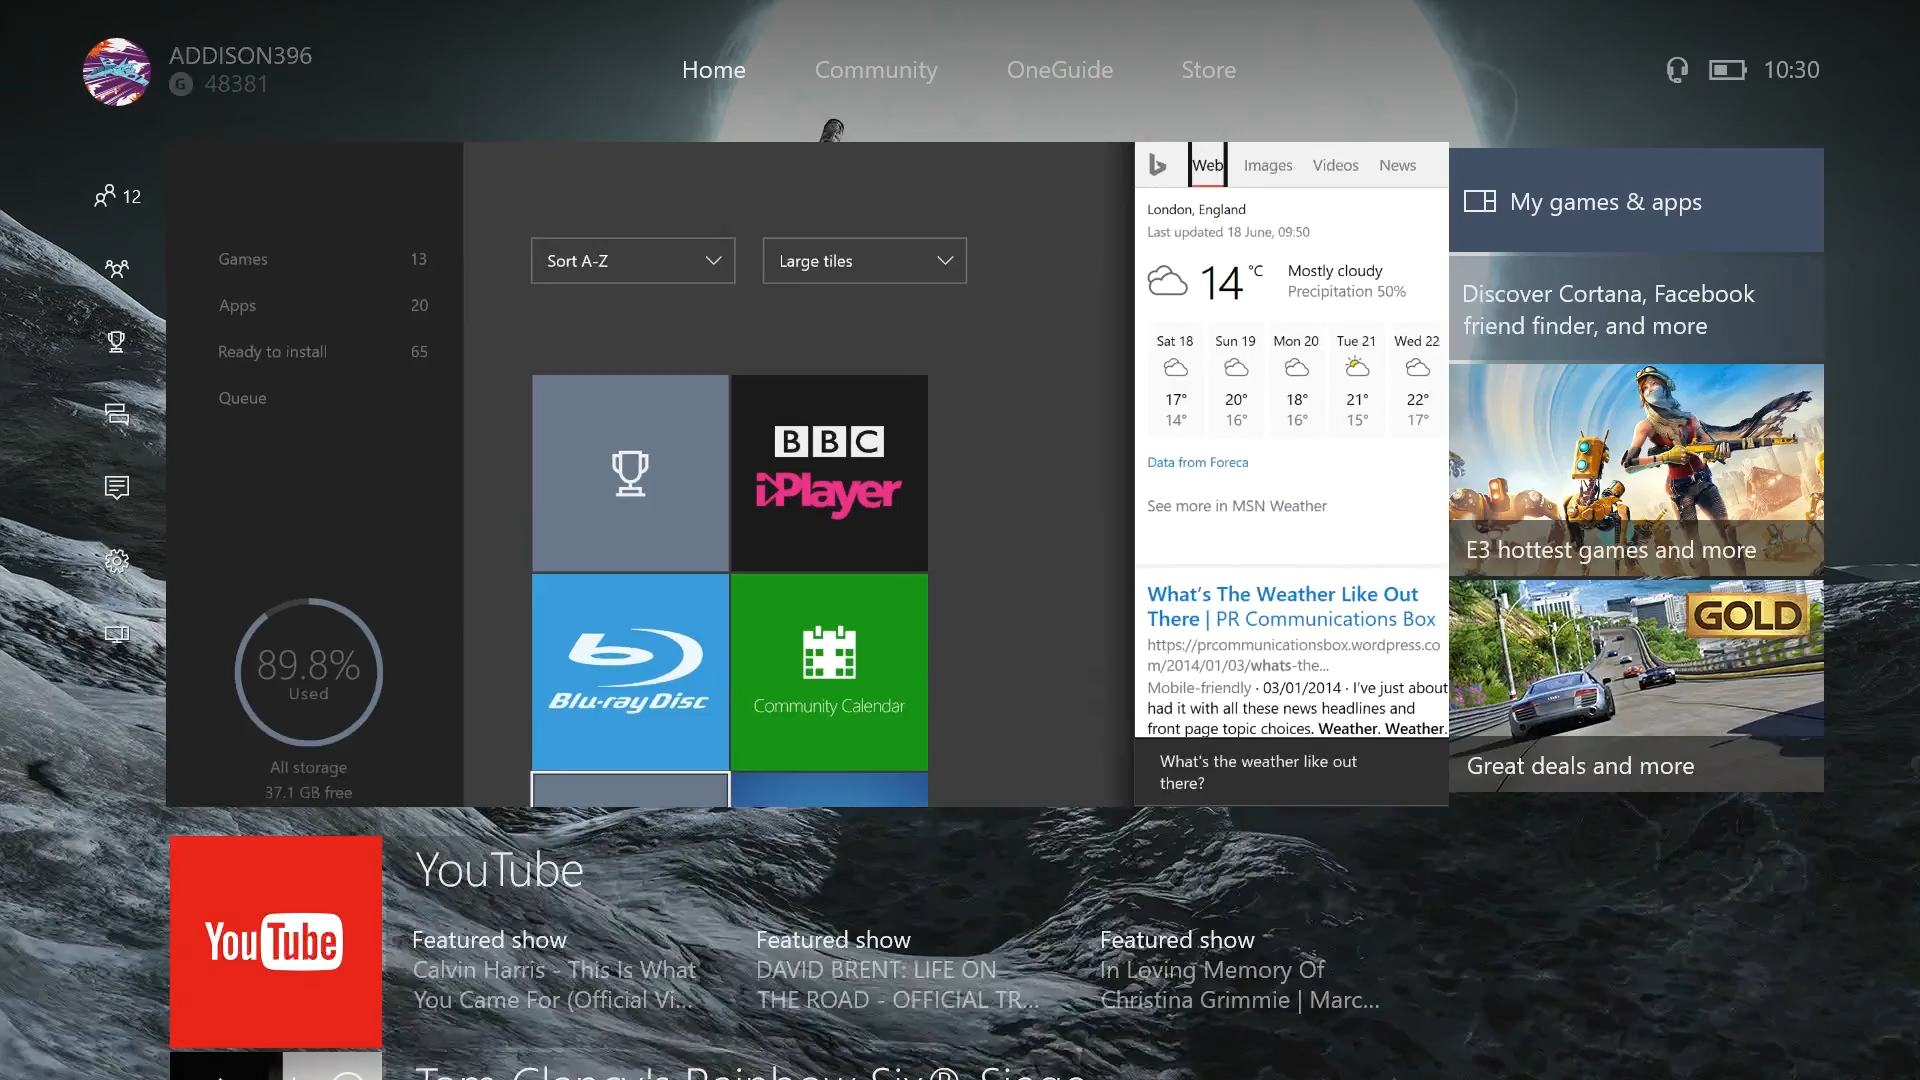 ADDISON396
G 48381
Home
Community
OneGuide
Store
10:30
12
Games 13
Apps 20
Ready to install 65
Queue
89.8%
Used
All storage
37.1 GB free
Sort A-Z
Large tiles
BBC
iPlayer
Blu-ray Disc
Community Calendar
Web
Images
Videos
News
London, England
Last updated 18 June, 09:50
14 °C
Mostly cloudy
Precipitation 50%
Sat 18 Sun 19 Mon 20 Tue 21 Wed 22
17° 20° 18° 21° 22°
14° 16° 16° 15° 17°
Data from Foreca
See more in MSN Weather
What's The Weather Like Out
There | PR Communications Box
https://prcommunicationsbox.wordpress.co
m/2014/01/03/whats-the...
Mobile-friendly · 03/01/2014 · I've just about
had it with all these news headlines and
front page topic choices. Weather. Weather.
What's the weather like out
there?
My games & apps
Discover Cortana, Facebook
friend finder, and more
E3 hottest games and more
GOLD
Great deals and more
YouTube
YouTube
Featured show
Calvin Harris - This Is What
You Came For (Official Vi...
Featured show
DAVID BRENT: LIFE ON
THE ROAD - OFFICIAL TR...
Featured show
In Loving Memory Of
Christina Grimmie | Marc...
Tom Clancy's Rainbow Six® Siege